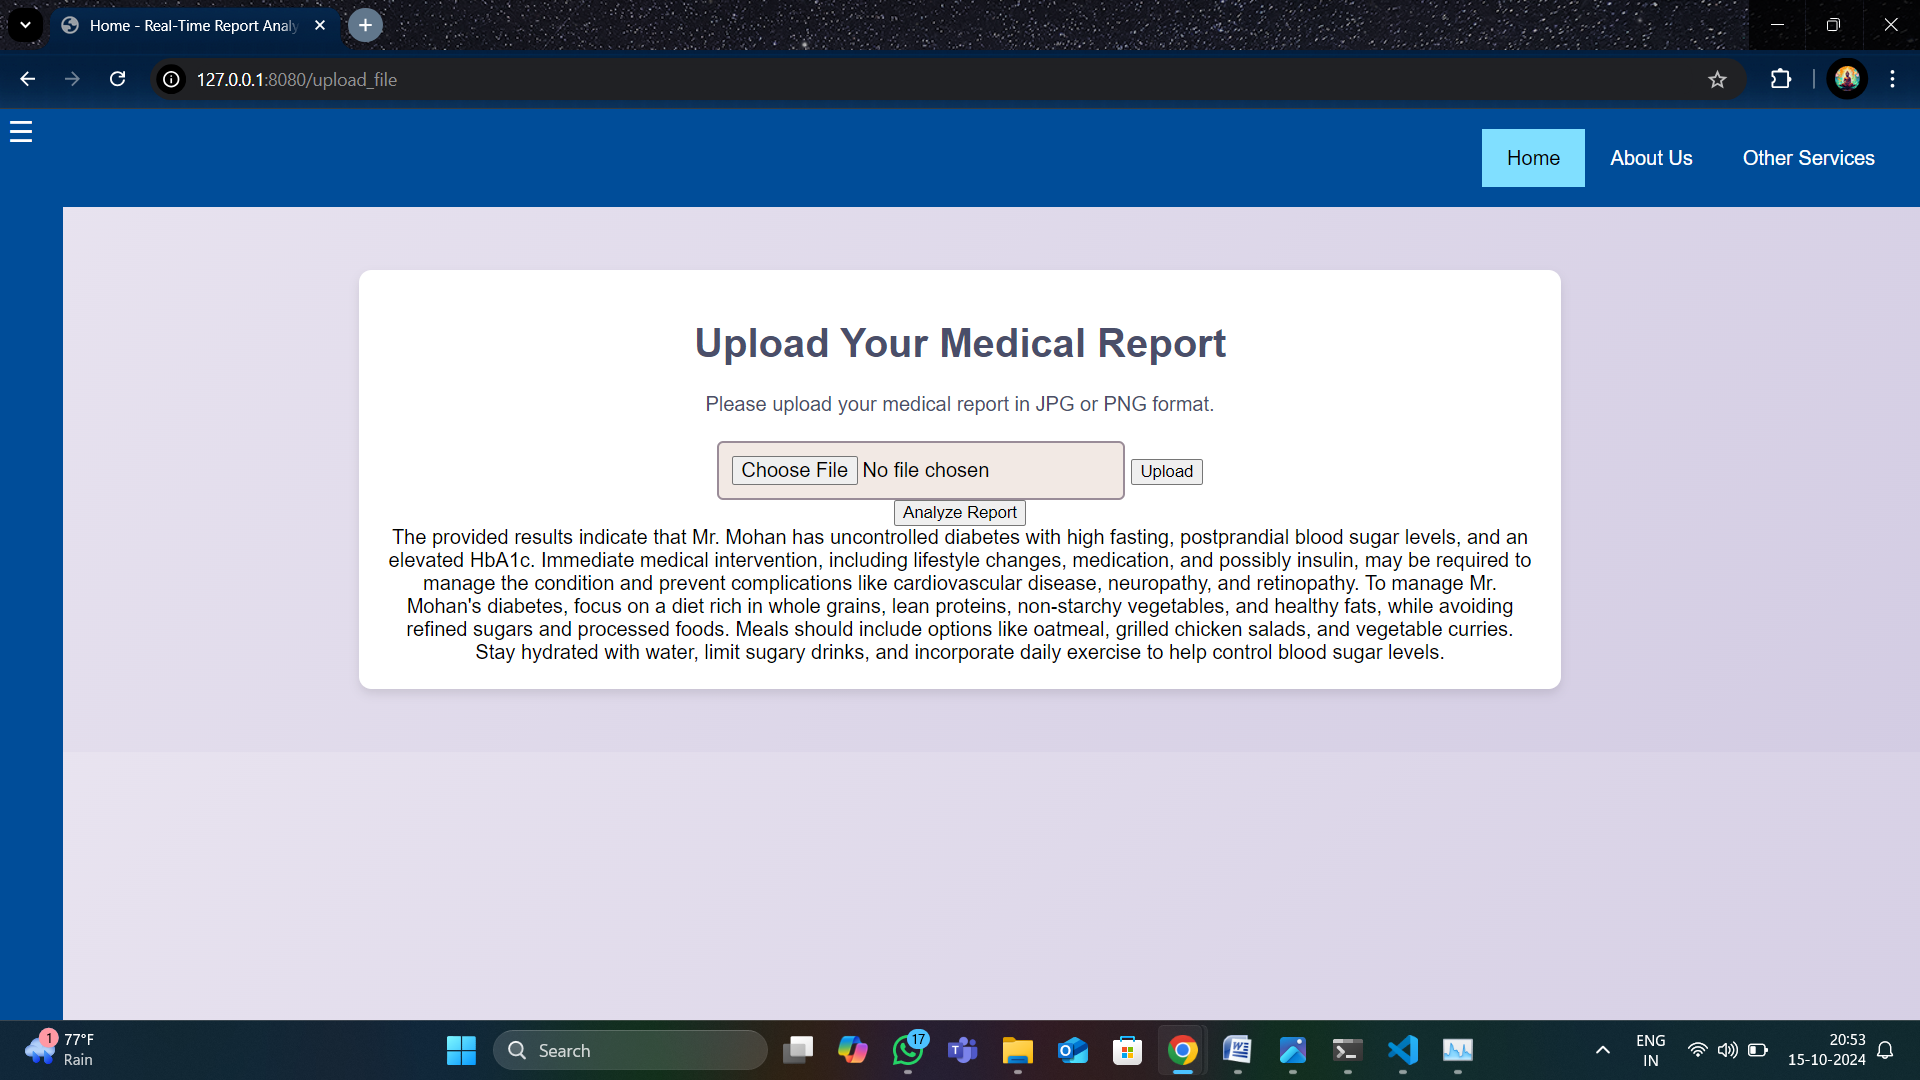 Home - Real-Time Report Analy
127.0.0.1:8080/upload_file
Home
About Us
Other Services
Upload Your Medical Report
Please upload your medical report in JPG or PNG format.
Choose File No file chosen
Upload
Analyze Report
The provided results indicate that Mr. Mohan has uncontrolled diabetes with high fasting, postprandial blood sugar levels, and an
elevated HbA1c. Immediate medical intervention, including lifestyle changes, medication, and possibly insulin, may be required to
manage the condition and prevent complications like cardiovascular disease, neuropathy, and retinopathy. To manage Mr.
Mohan's diabetes, focus on a diet rich in whole grains, lean proteins, non-starchy vegetables, and healthy fats, while avoiding
refined sugars and processed foods. Meals should include options like oatmeal, grilled chicken salads, and vegetable curries.
Stay hydrated with water, limit sugary drinks, and incorporate daily exercise to help control blood sugar levels.
1
77°F
Rain
Search
17
ENG
IN
20:53
15-10-2024